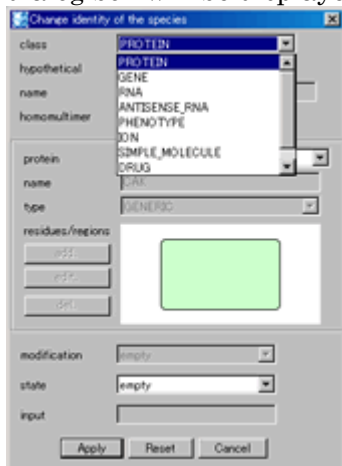 Change identity of the species
class PROTEIN
hypothetical PROTEIN
GENE
name RNA
ANTISENSE_RNA
homomultimer PHENOTYPE
ION
SIMPLE_MOLECULE
protein DRUG
name CAK
type GENERIC
residues/regions
add
edit
del
modification empty
state empty
input
Apply Reset Cancel